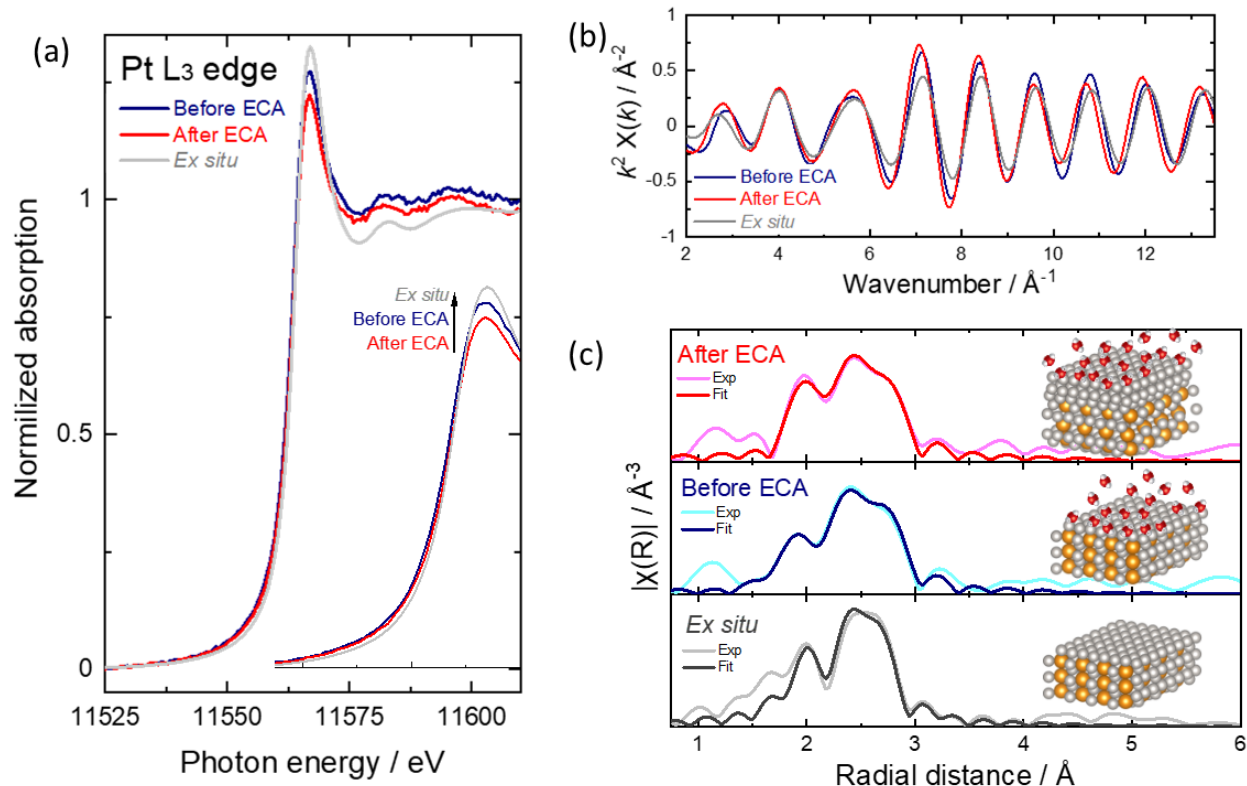 (a)
Pt L₃ edge
Before ECA
After ECA
Ex situ
Ex situ
Before ECA
After ECA
1
0.5
0
11525
11550
11575
11600
Normilized absorption
Photon energy / eV
(b)
1
0.5
0
-0.5
-1
k² X(k) / Å⁻²
Before ECA
After ECA
Ex situ
2
4
6
8
10
12
Wavenumber / Å⁻¹
(c)
After ECA
Exp
Fit
Before ECA
Exp
Fit
Ex situ
Exp
Fit
|χ(R)| / Å⁻³
1
2
3
4
5
6
Radial distance / Å